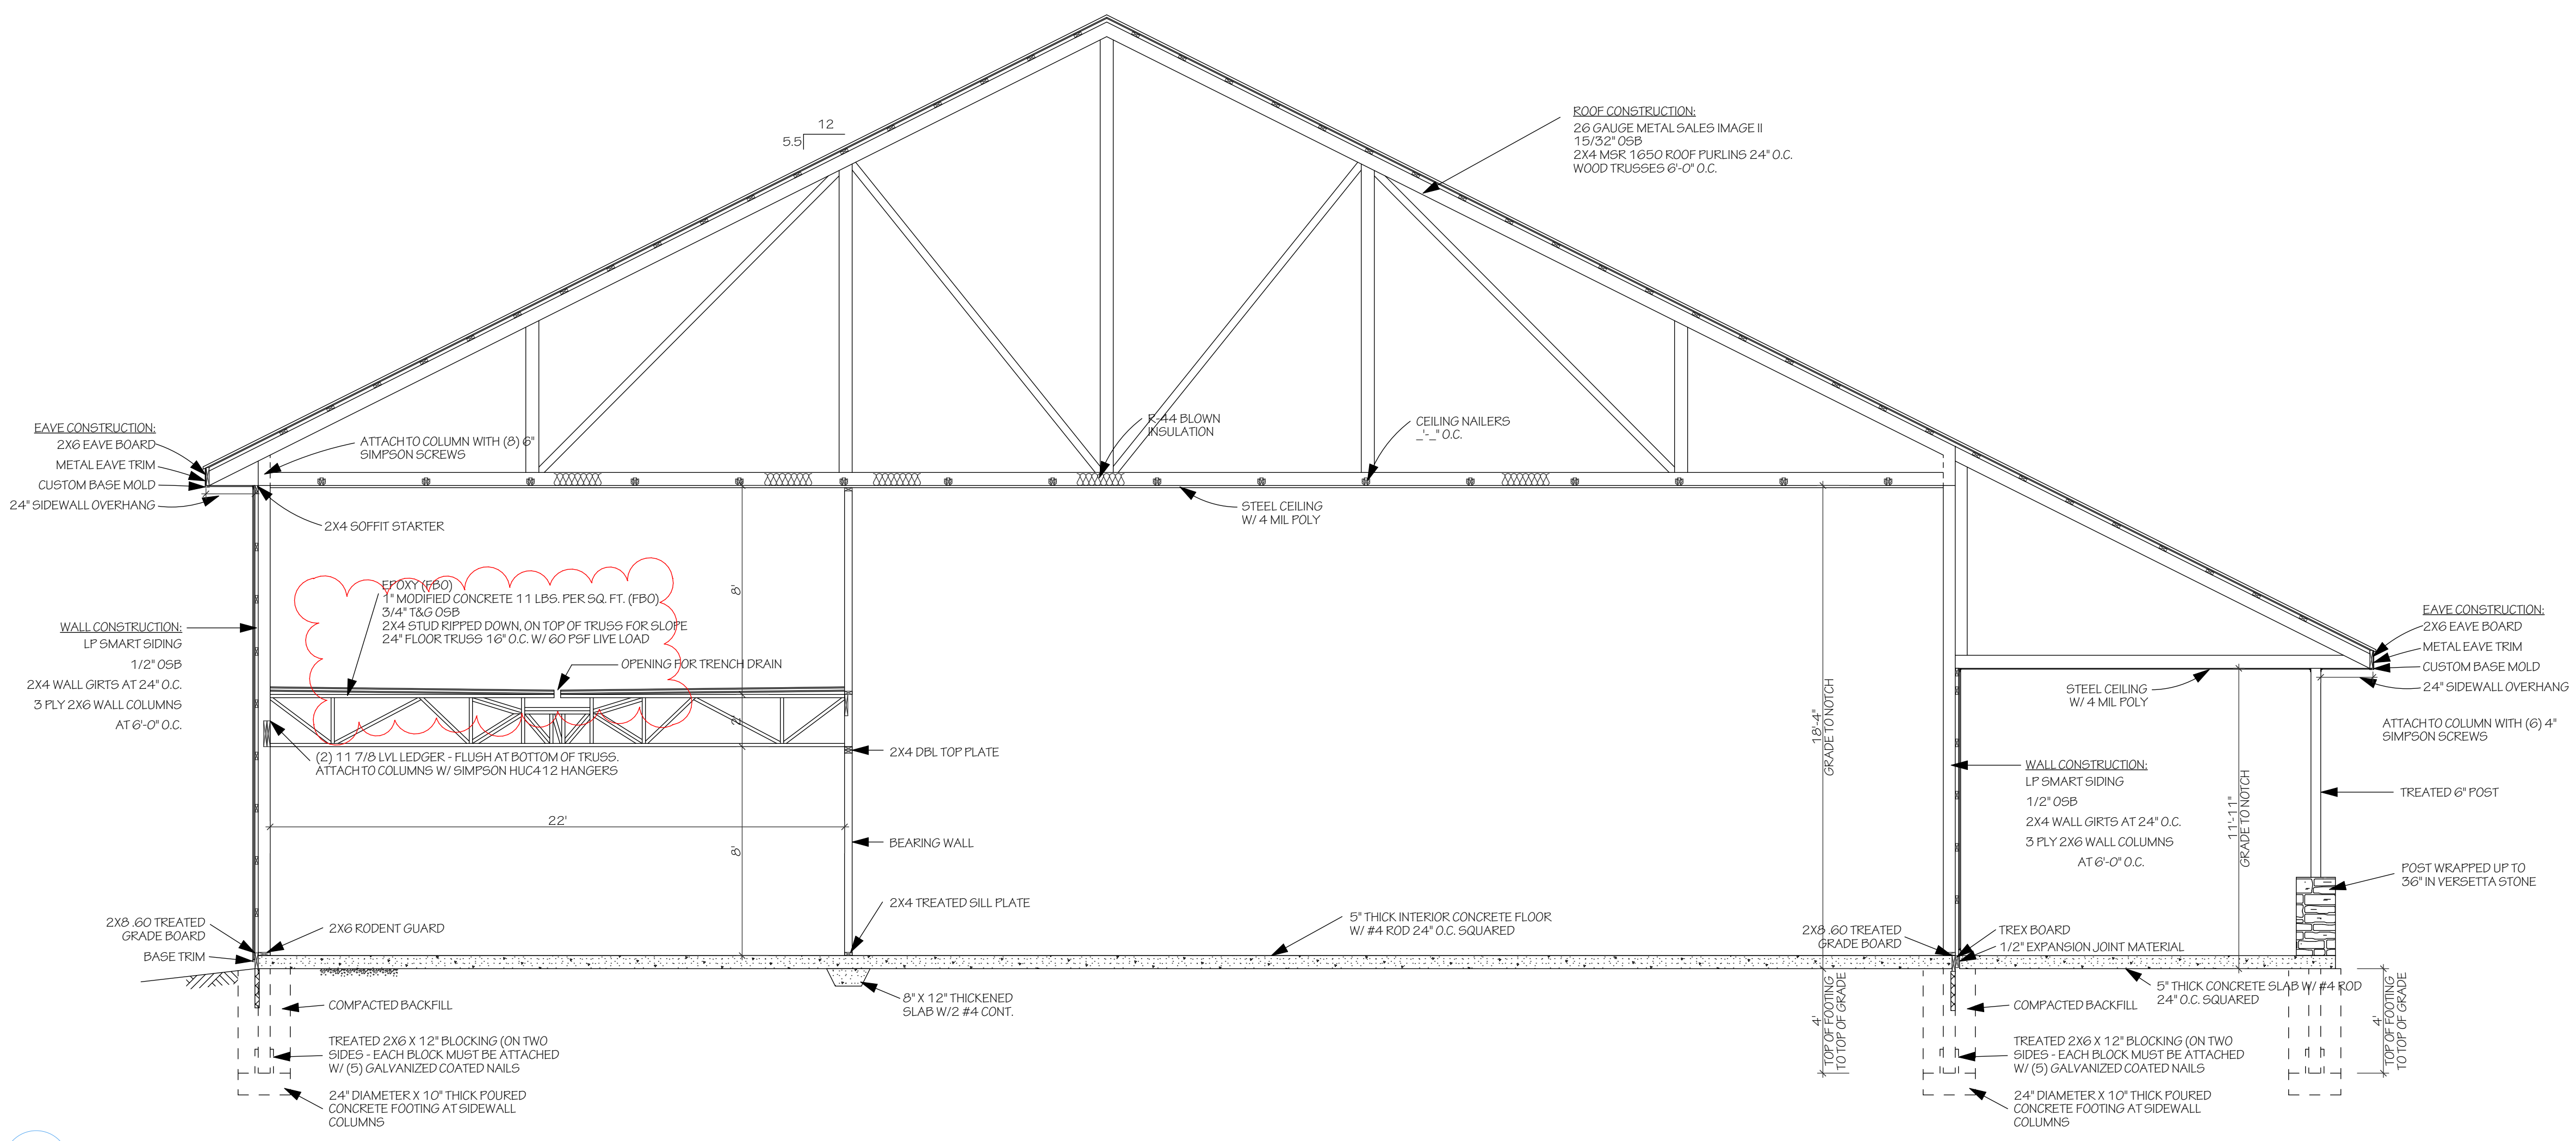 12
5.5
ROOF CONSTRUCTION:
26 GAUGE METAL SALES IMAGE II
15/32" OSB
2X4 MSR 1650 ROOF PURLINS 24" O.C.
WOOD TRUSSES 6'-0" O.C.
EAVE CONSTRUCTION:
2X6 EAVE BOARD
METAL EAVE TRIM
CUSTOM BASE MOLD
24" SIDEWALL OVERHANG
ATTACH TO COLUMN WITH (8) 6"
SIMPSON SCREWS
2X4 SOFFIT STARTER
R-44 BLOWN
INSULATION
CEILING NAILERS
_'-_" O.C.
STEEL CEILING
W/ 4 MIL POLY
EPOXY (FBO)
1" MODIFIED CONCRETE 11 LBS. PER SQ. FT. (FBO)
3/4" T&G OSB
2X4 STUD RIPPED DOWN, ON TOP OF TRUSS FOR SLOPE
24" FLOOR TRUSS 16" O.C. W/ 60 PSF LIVE LOAD
OPENING FOR TRENCH DRAIN
8'
2'
8'
22'
WALL CONSTRUCTION:
LP SMART SIDING
1/2" OSB
2X4 WALL GIRTS AT 24" O.C.
3 PLY 2X6 WALL COLUMNS
AT 6'-0" O.C.
(2) 11 7/8 LVL LEDGER - FLUSH AT BOTTOM OF TRUSS.
ATTACH TO COLUMNS W/ SIMPSON HUC412 HANGERS
2X4 DBL TOP PLATE
BEARING WALL
2X4 TREATED SILL PLATE
2X8 .60 TREATED
GRADE BOARD
BASE TRIM
2X6 RODENT GUARD
5" THICK INTERIOR CONCRETE FLOOR
W/ #4 ROD 24" O.C. SQUARED
COMPACTED BACKFILL
TREATED 2X6 X 12" BLOCKING (ON TWO
SIDES - EACH BLOCK MUST BE ATTACHED
W/ (5) GALVANIZED COATED NAILS
24" DIAMETER X 10" THICK POURED
CONCRETE FOOTING AT SIDEWALL
COLUMNS
8" X 12" THICKENED
SLAB W/2 #4 CONT.
18'-4"
GRADE TO NOTCH
4'
TOP OF FOOTING
TO TOP OF GRADE
EAVE CONSTRUCTION:
2X6 EAVE BOARD
METAL EAVE TRIM
CUSTOM BASE MOLD
24" SIDEWALL OVERHANG
STEEL CEILING
W/ 4 MIL POLY
ATTACH TO COLUMN WITH (6) 4"
SIMPSON SCREWS
WALL CONSTRUCTION:
LP SMART SIDING
1/2" OSB
2X4 WALL GIRTS AT 24" O.C.
3 PLY 2X6 WALL COLUMNS
AT 6'-0" O.C.
11'-11"
GRADE TO NOTCH
TREATED 6" POST
POST WRAPPED UP TO
36" IN VERSETTA STONE
2X8 .60 TREATED
GRADE BOARD
TREX BOARD
1/2" EXPANSION JOINT MATERIAL
5" THICK CONCRETE SLAB W/ #4 ROD
24" O.C. SQUARED
COMPACTED BACKFILL
TREATED 2X6 X 12" BLOCKING (ON TWO
SIDES - EACH BLOCK MUST BE ATTACHED
W/ (5) GALVANIZED COATED NAILS
24" DIAMETER X 10" THICK POURED
CONCRETE FOOTING AT SIDEWALL
COLUMNS
4'
TOP OF FOOTING
TO TOP OF GRADE